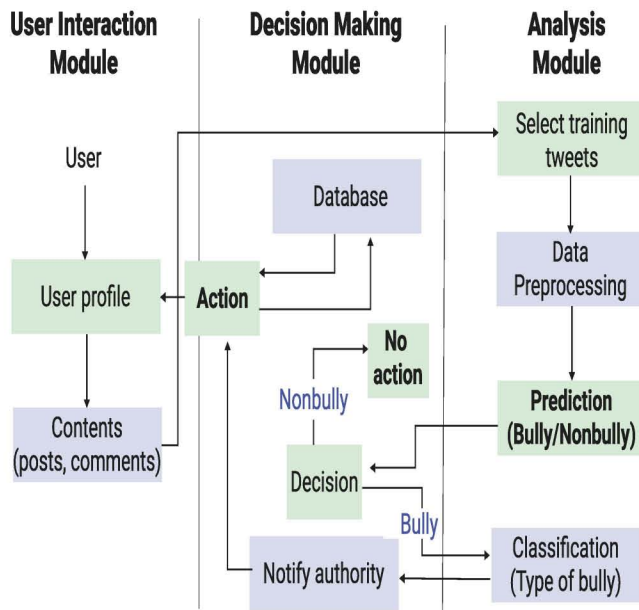 User Interaction
Module
Decision Making
Module
Analysis
Module
User
User profile
Contents
(posts, comments)
Database
Action
No
action
Nonbully
Decision
Bully
Notify authority
Select training
tweets
Data
Preprocessing
Prediction
(Bully/Nonbully)
Classification
(Type of bully)